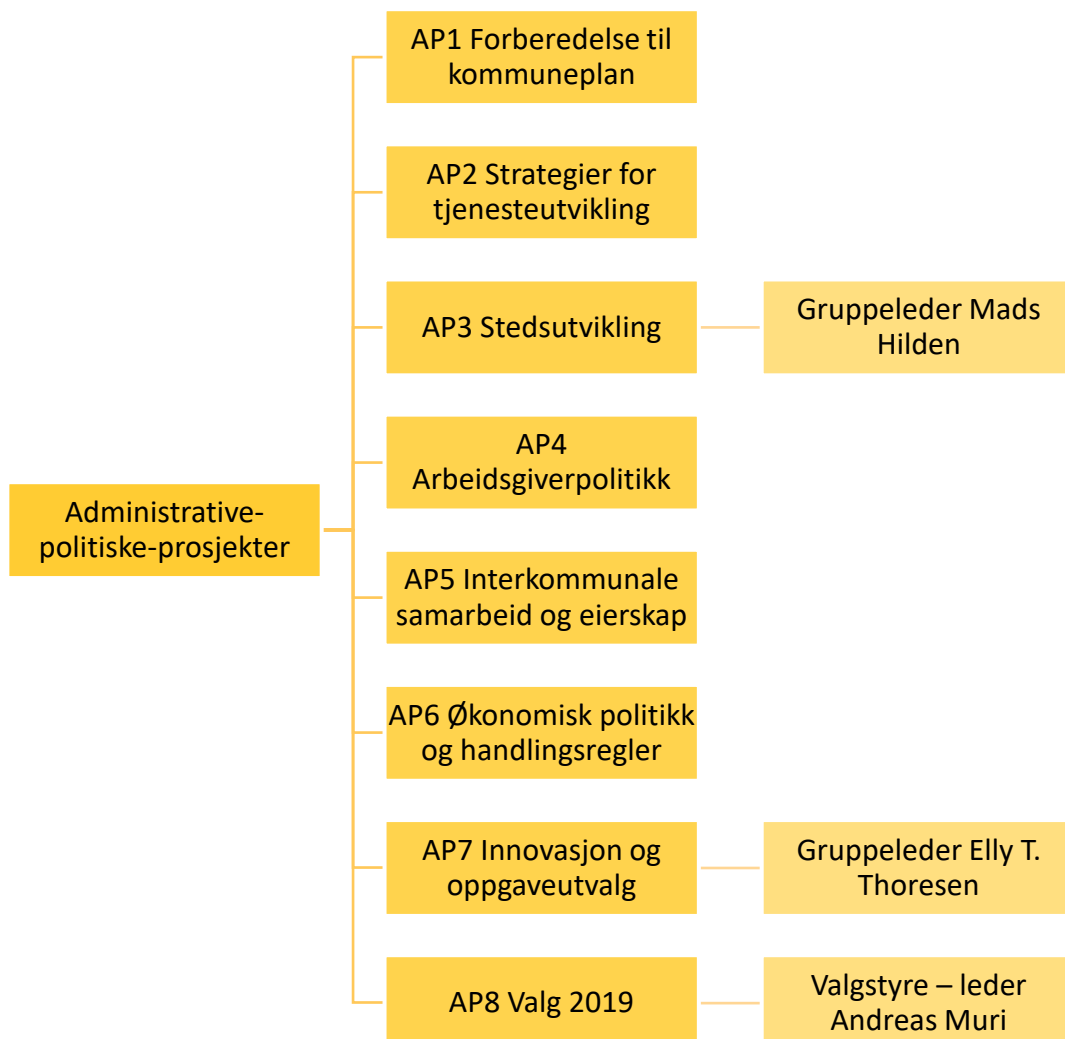 AP1 Forberedelse til
kommuneplan
AP2 Strategier for
tjenesteutvikling
AP3 Stedsutvikling
Gruppeleder Mads
Hilden
AP4
Arbeidsgiverpolitikk
Administrative-
politiske-prosjekter
AP5 Interkommunale
samarbeid og eierskap
AP6 Økonomisk politikk
og handlingsregler
AP7 Innovasjon og
oppgaveutvalg
Gruppeleder Elly T.
Thoresen
AP8 Valg 2019
Valgstyre – leder
Andreas Muri